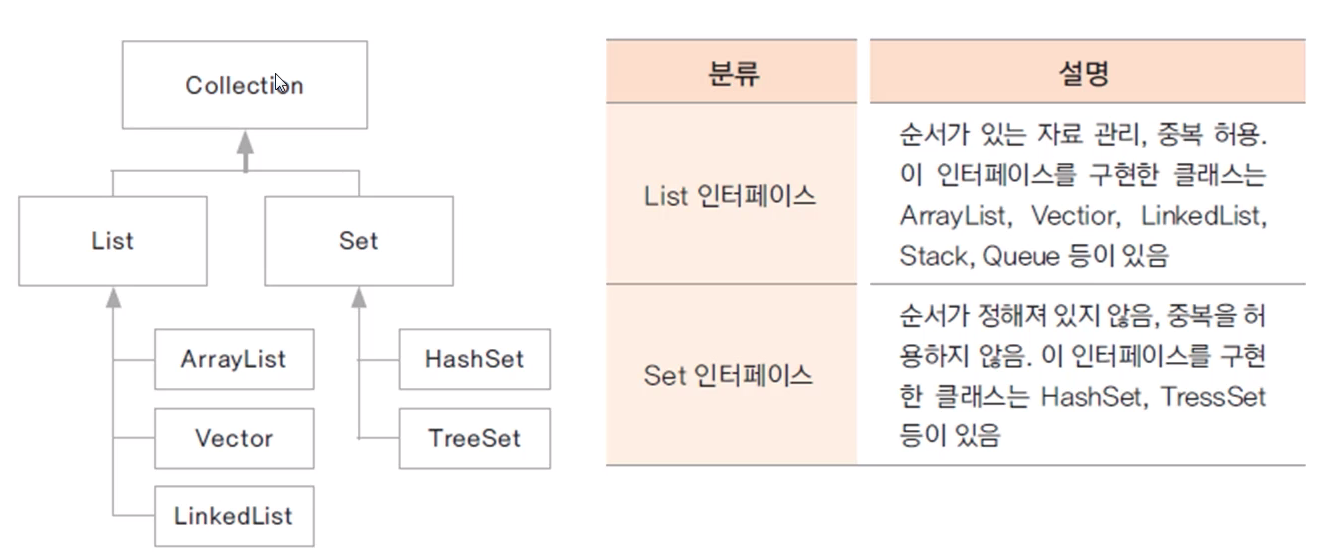 Collection
List
Set
ArrayList
HashSet
Vector
TreeSet
LinkedList
분류
설명
List 인터페이스
순서가 있는 자료 관리, 중복 허용.
이 인터페이스를 구현한 클래스는
ArrayList, Vectior, LinkedList,
Stack, Queue 등이 있음
Set 인터페이스
순서가 정해져 있지 않음, 중복을 허
용하지 않음. 이 인터페이스를 구현
한 클래스는 HashSet, TressSet
등이 있음